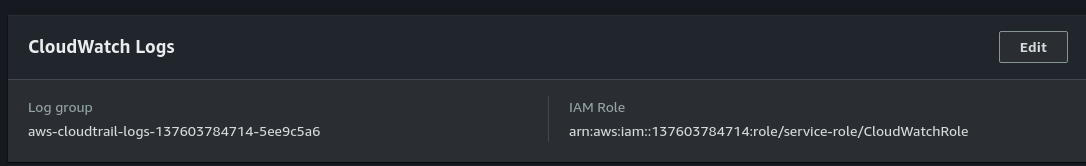 CloudWatch Logs
Edit
Log group
aws-cloudtrail-logs-137603784714-5ee9c5a6
IAM Role
arn:aws:iam::137603784714:role/service-role/CloudWatchRole